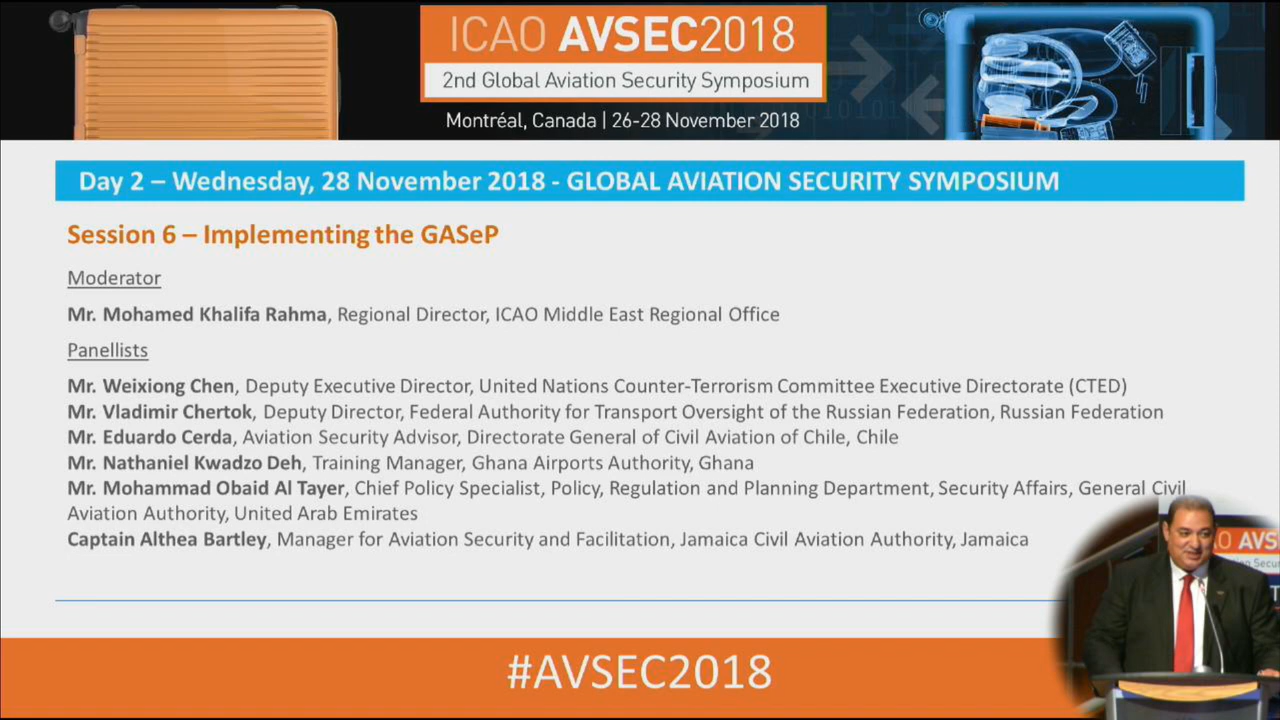 ICAO AVSEC2018
2nd Global Aviation Security Symposium
Montréal, Canada | 26-28 November 2018
Day 2 – Wednesday, 28 November 2018 - GLOBAL AVIATION SECURITY SYMPOSIUM
Session 6 – Implementing the GASeP
Moderator
Mr. Mohamed Khalifa Rahma, Regional Director, ICAO Middle East Regional Office
Panellists
Mr. Weixiong Chen, Deputy Executive Director, United Nations Counter-Terrorism Committee Executive Directorate (CTED)
Mr. Vladimir Chertok, Deputy Director, Federal Authority for Transport Oversight of the Russian Federation, Russian Federation
Mr. Eduardo Cerda, Aviation Security Advisor, Directorate General of Civil Aviation of Chile, Chile
Mr. Nathaniel Kwadzo Deh, Training Manager, Ghana Airports Authority, Ghana
Mr. Mohammad Obaid Al Tayer, Chief Policy Specialist, Policy, Regulation and Planning Department, Security Affairs, General Civil
Aviation Authority, United Arab Emirates
Captain Althea Bartley, Manager for Aviation Security and Facilitation, Jamaica Civil Aviation Authority, Jamaica
#AVSEC2018